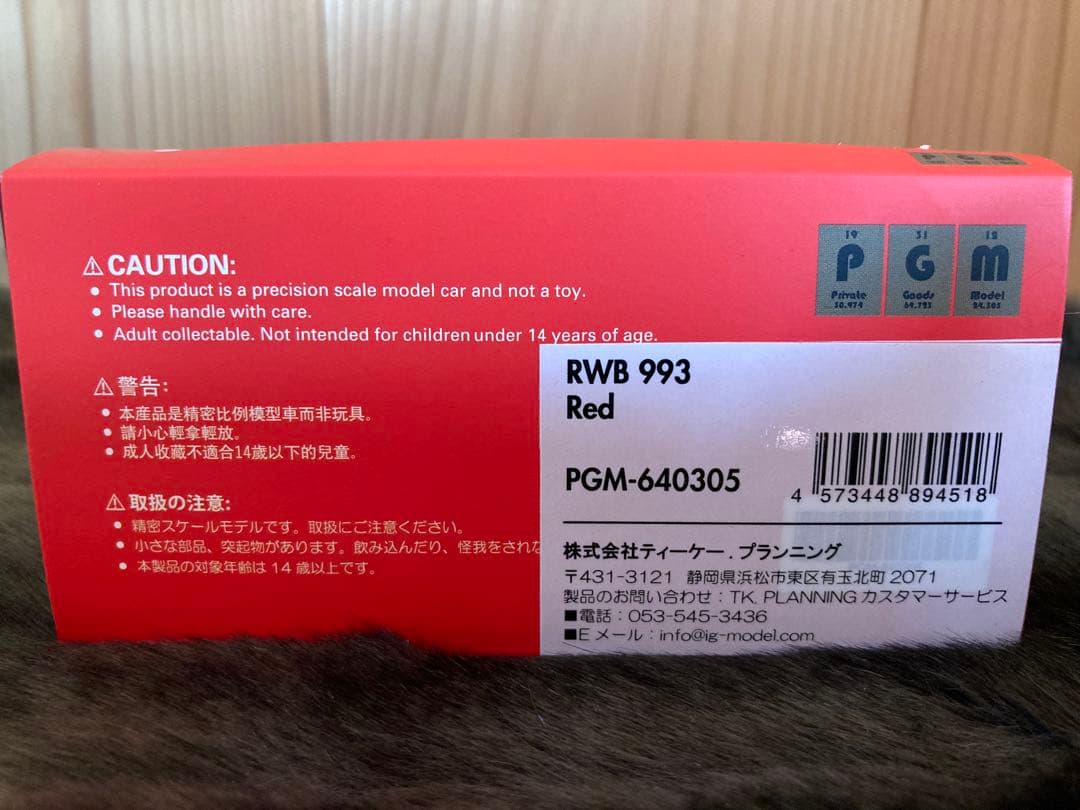 ⚠CAUTION:
• This product is a precision scale model car and not a toy.
• Please handle with care.
• Adult collectable. Not intended for children under 14 years of age.
⚠警告:
• 本産品是精密比例模型車而非玩具。
• 請小心輕拿輕放。
• 成人收藏不適合14歲以下的兒童。
⚠取扱の注意:
• 精密スケールモデルです。取扱にご注意ください。
• 小さな部品、突起物があります。飲み込んだり、怪我をされな
• 本製品の対象年齢は 14 歳以上です。
P G M
19 31 12
P G M
Private Goods Model
30.974 69.723 24.305
RWB 993
Red
PGM-640305
4 573448 894518
株式会社ティーケー．プランニング
〒431-3121 静岡県浜松市東区有玉北町 2071
製品のお問い合わせ：TK. PLANNING カスタマーサービス
■電話：053-545-3436
■E メール：info@ig-model.com